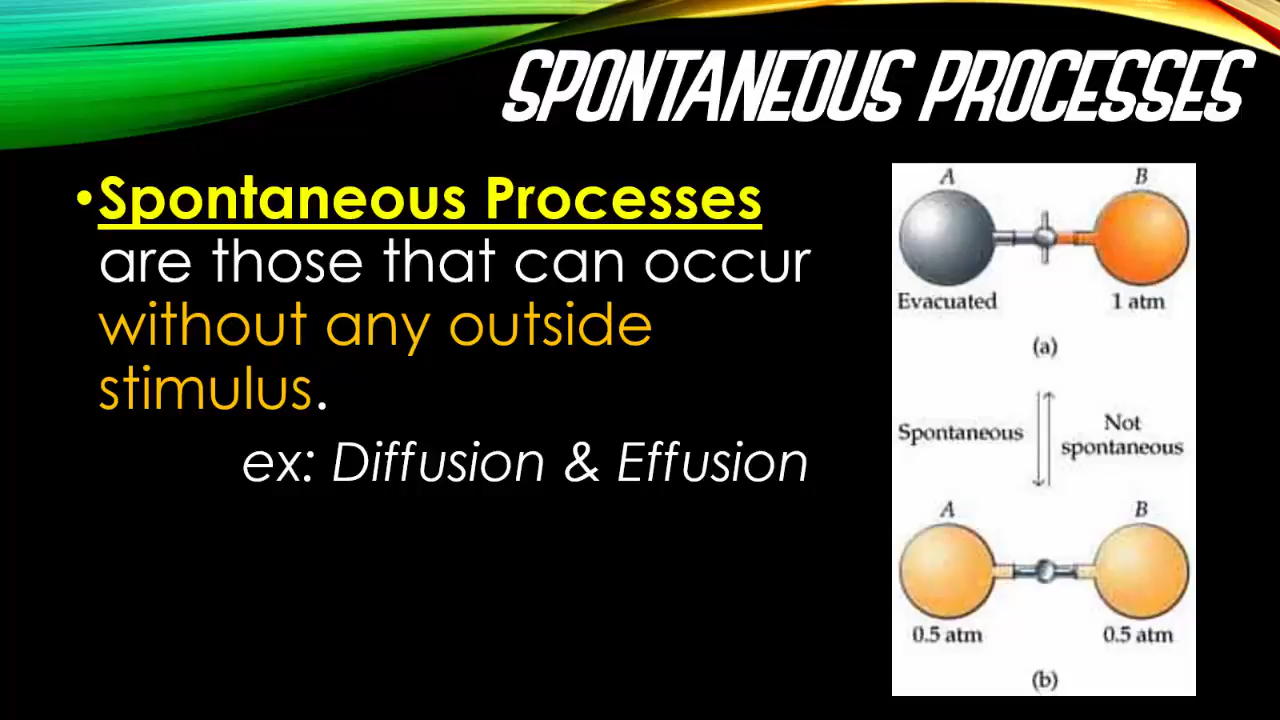 SPONTANEOUS PROCESSES
•Spontaneous Processes
are those that can occur
without any outside
stimulus.
ex: Diffusion & Effusion
A B
Evacuated 1 atm
(a)
Spontaneous
Not
spontaneous
A B
0.5 atm 0.5 atm
(b)